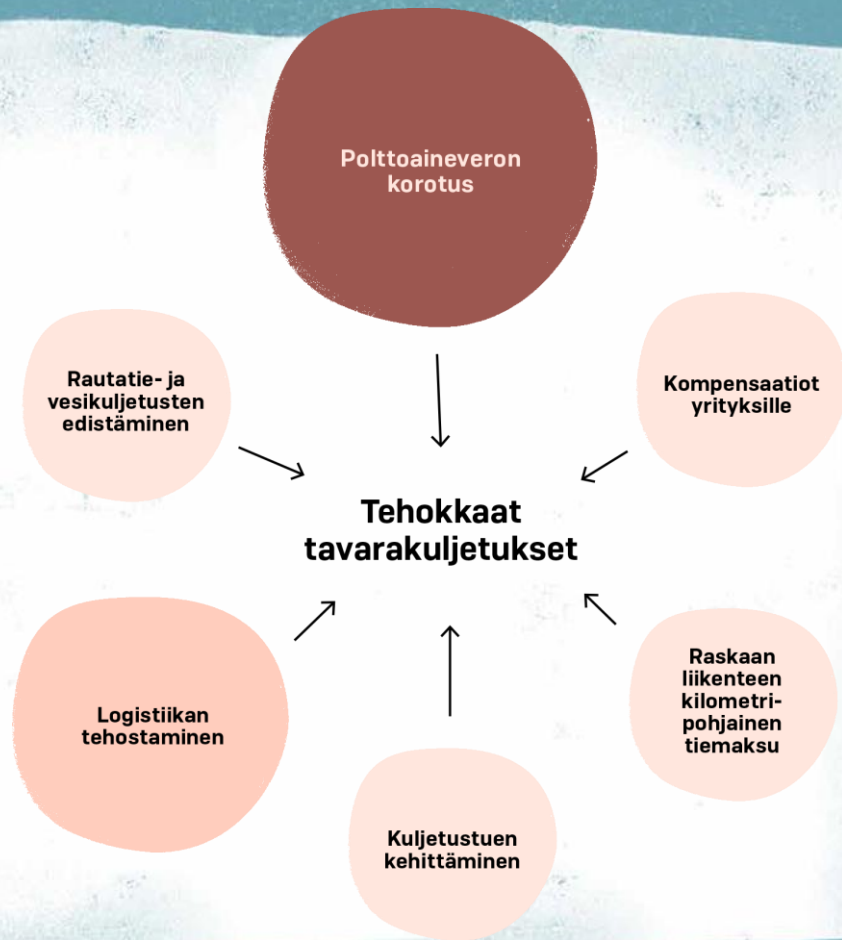 Polttoaineveron
korotus
Rautatie- ja
vesikuljetusten
edistäminen
Kompensaatiot
yrityksille
Tehokkaat
tavarakuljetukset
Logistiikan
tehostaminen
Raskaan
liikenteen
kilometri-
pohjainen
tiemaksu
Kuljetustuen
kehittäminen